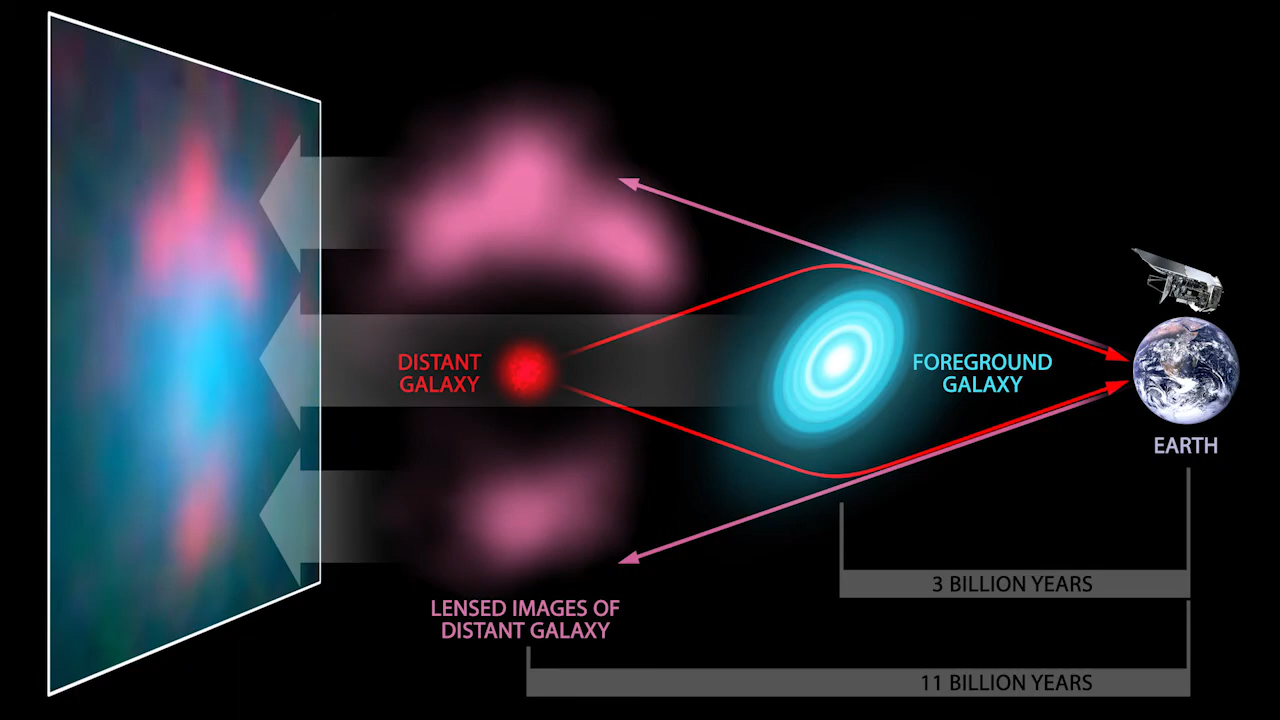 DISTANT
GALAXY
FOREGROUND
GALAXY
EARTH
3 BILLION YEARS
LENSED IMAGES OF
DISTANT GALAXY
11 BILLION YEARS